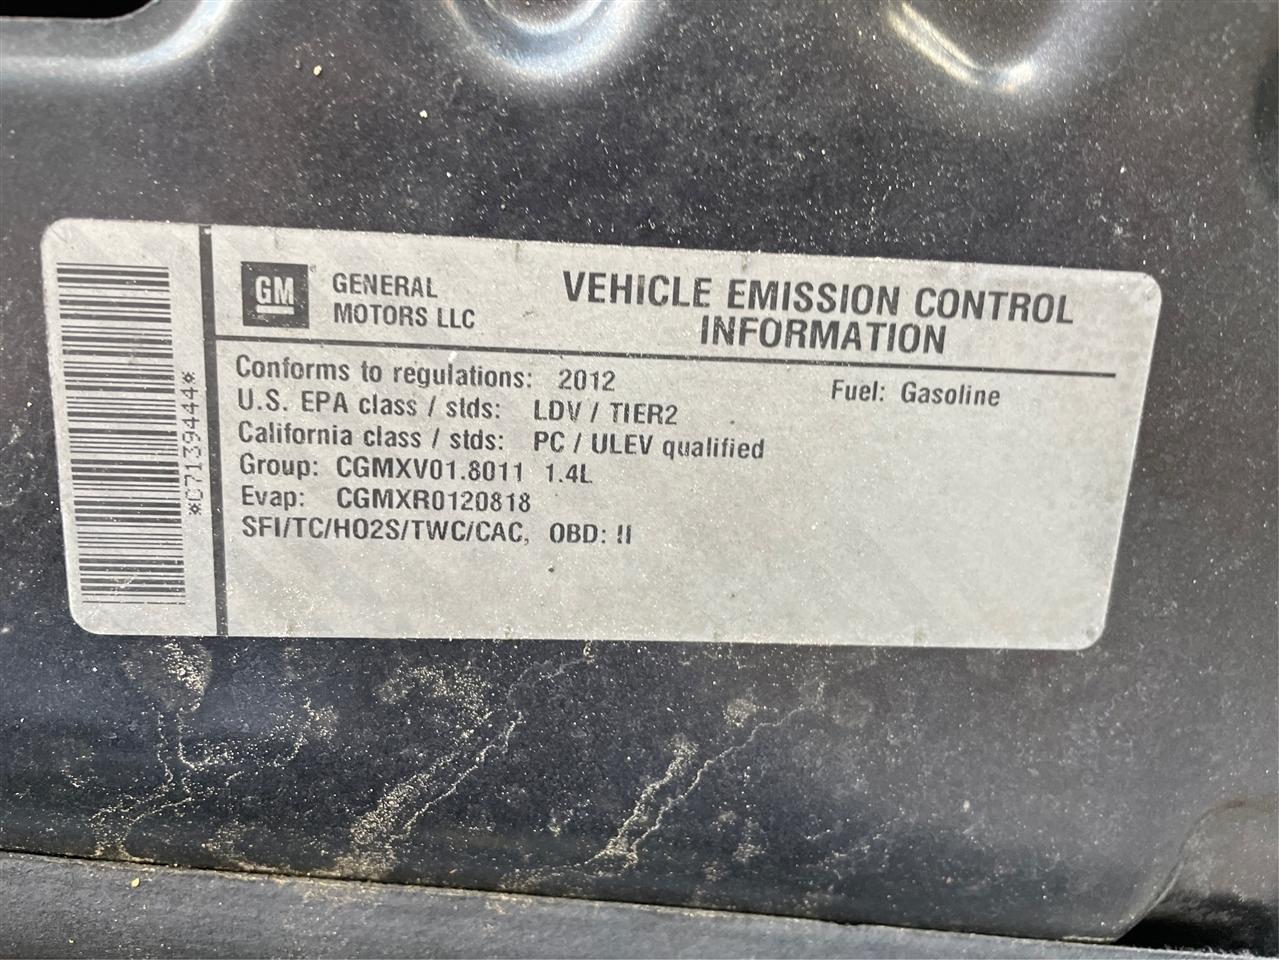 *C7139444*
GM
GENERAL
MOTORS LLC
VEHICLE EMISSION CONTROL
INFORMATION
Conforms to regulations: 2012
Fuel: Gasoline
U.S. EPA class / stds: LDV / TIER2
California class / stds: PC / ULEV qualified
Group: CGMXV01.8011 1.4L
Evap: CGMXR0120818
SFI/TC/HO2S/TWC/CAC, OBD: II